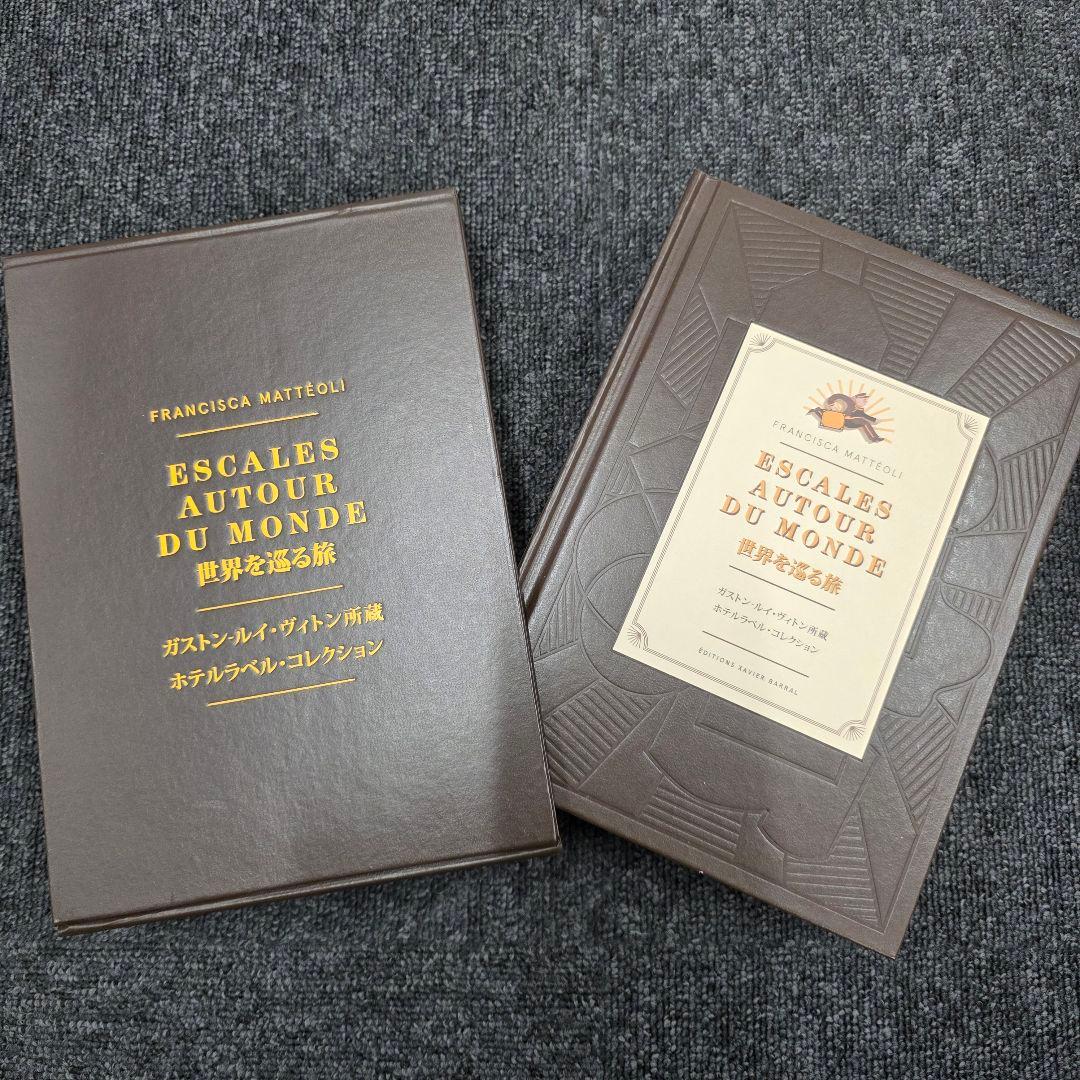 FRANCISCA MATTÉOLI
ESCALES
AUTOUR
DU MONDE
世界を巡る旅
ガストン-ルイ・ヴィトン所蔵
ホテルラベル・コレクション
FRANCISCA MATTÉOLI
ESCALES
AUTOUR
DU MONDE
世界を巡る旅
ガストン-ルイ・ヴィトン所蔵
ホテルラベル・コレクション
ÉDITIONS XAVIER BARRAL